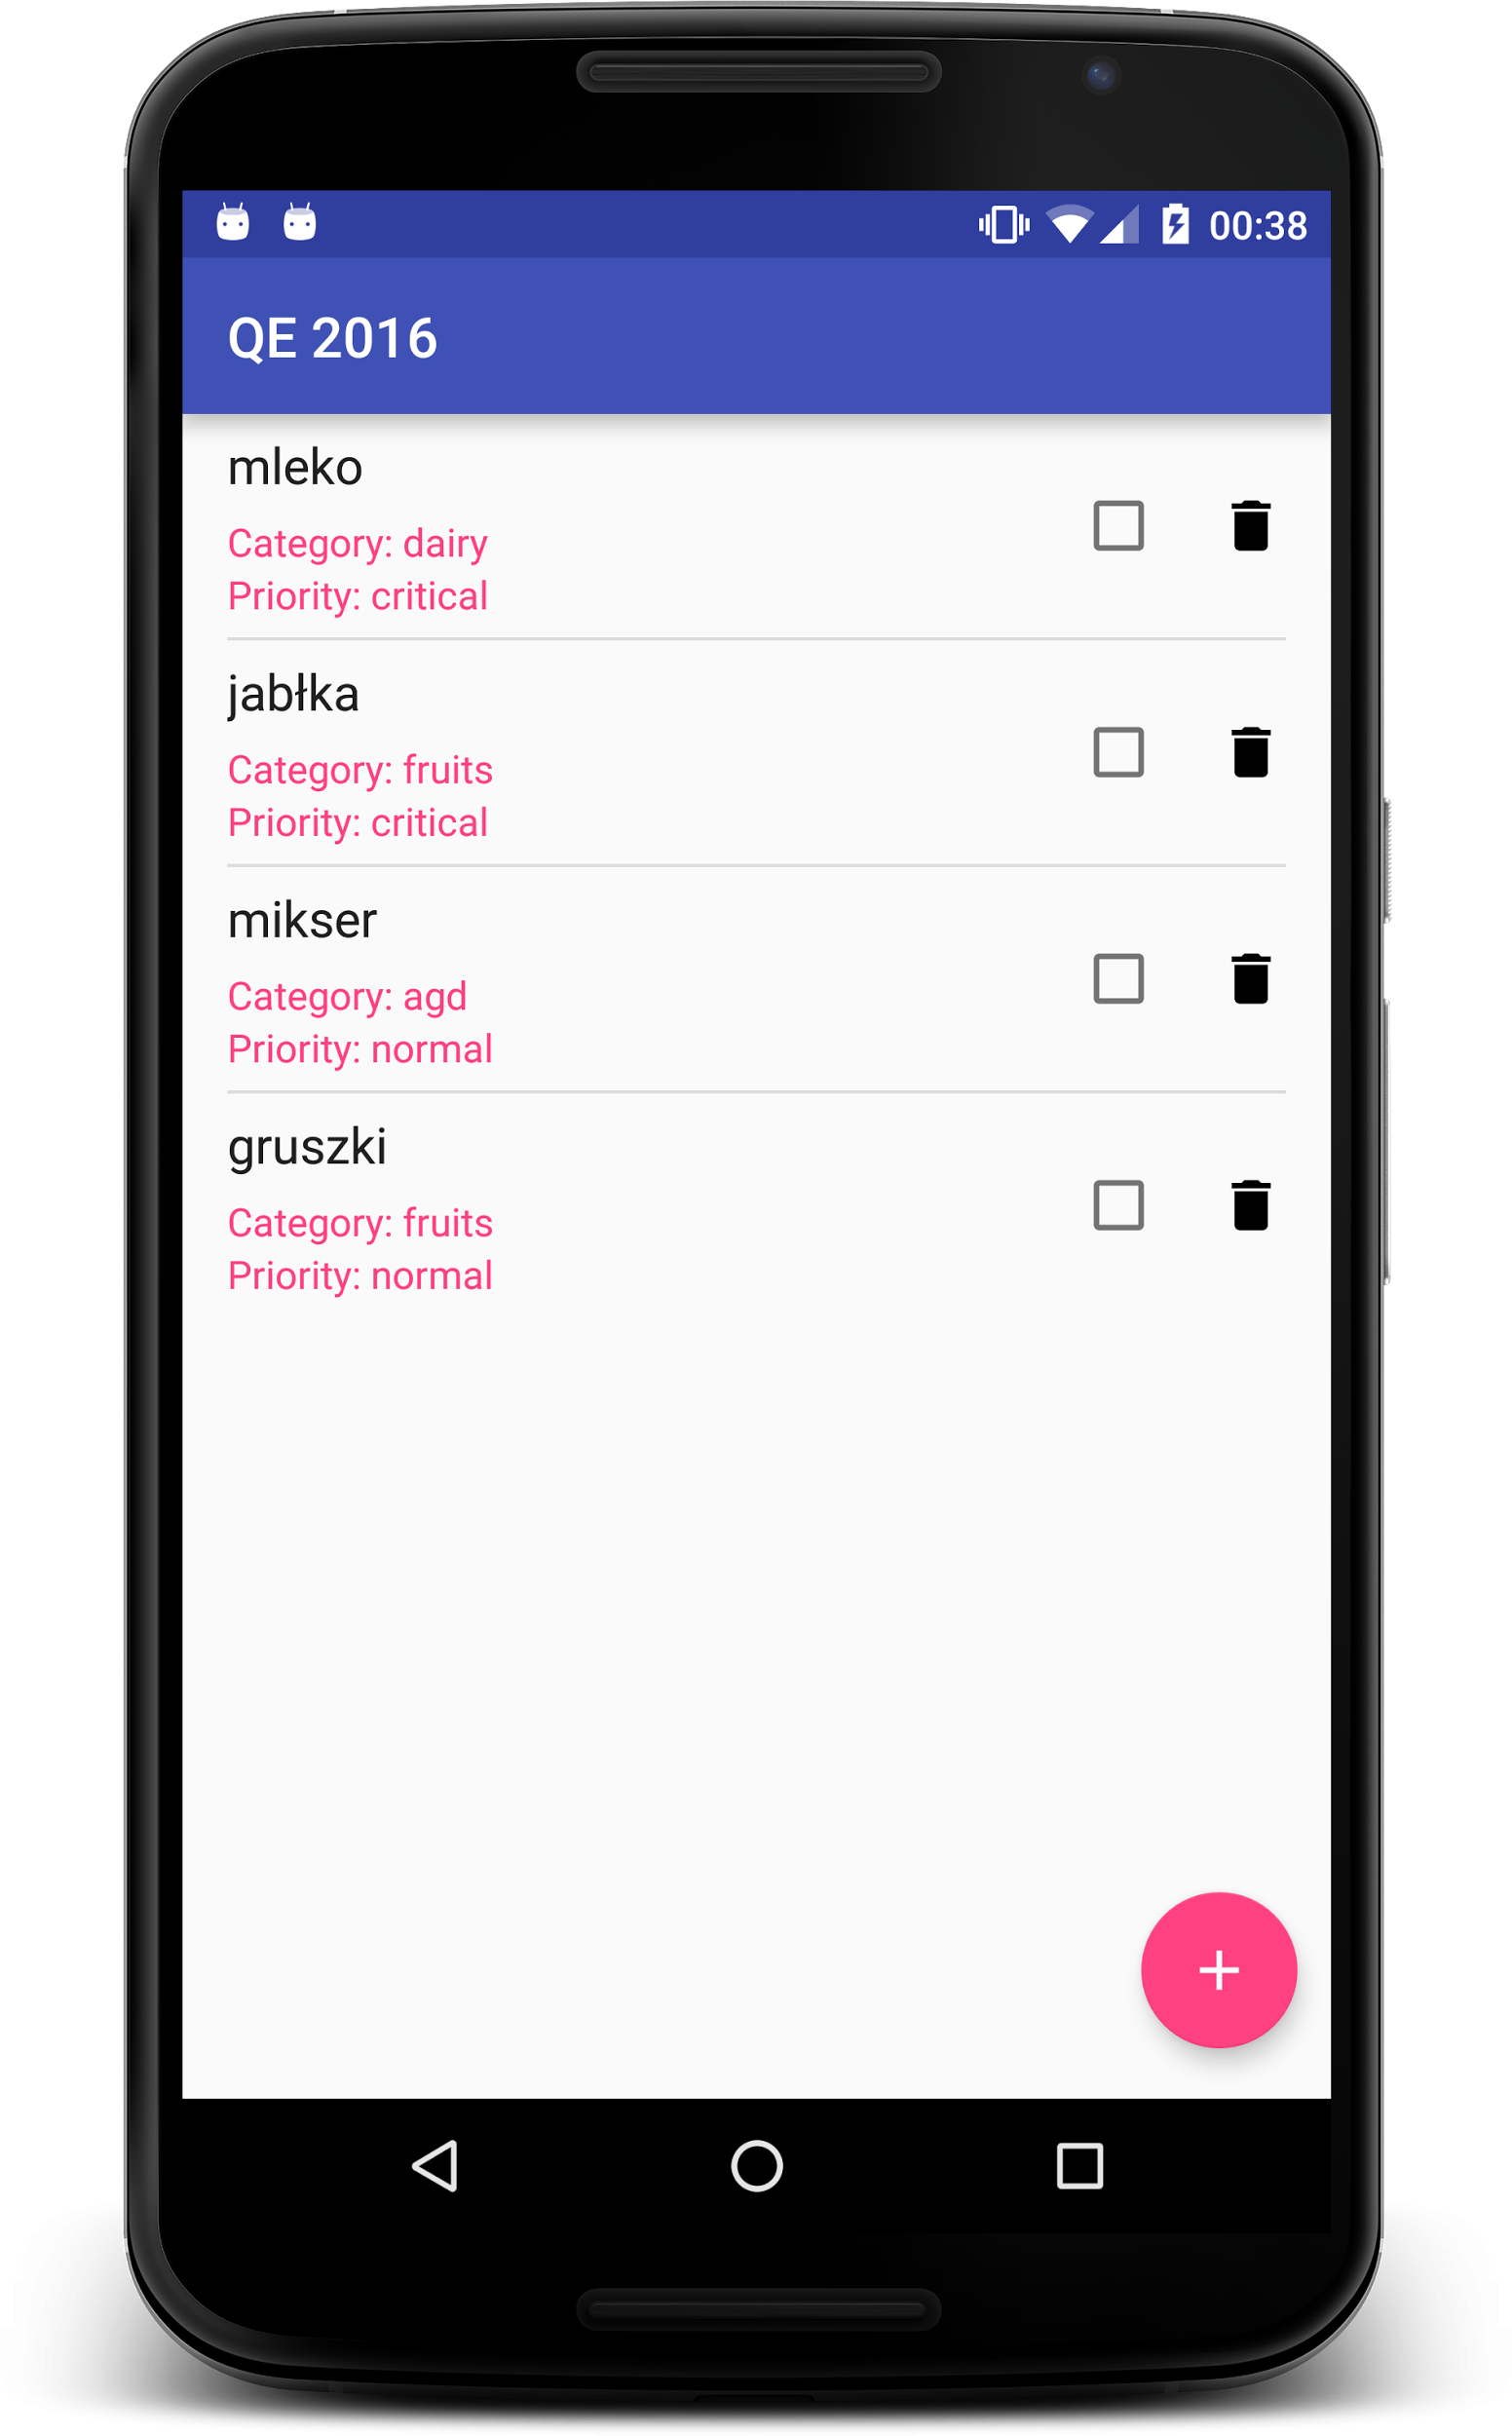 00:38
QE 2016
mleko
Category: dairy
Priority: critical
jabłka
Category: fruits
Priority: critical
mikser
Category: agd
Priority: normal
gruszki
Category: fruits
Priority: normal